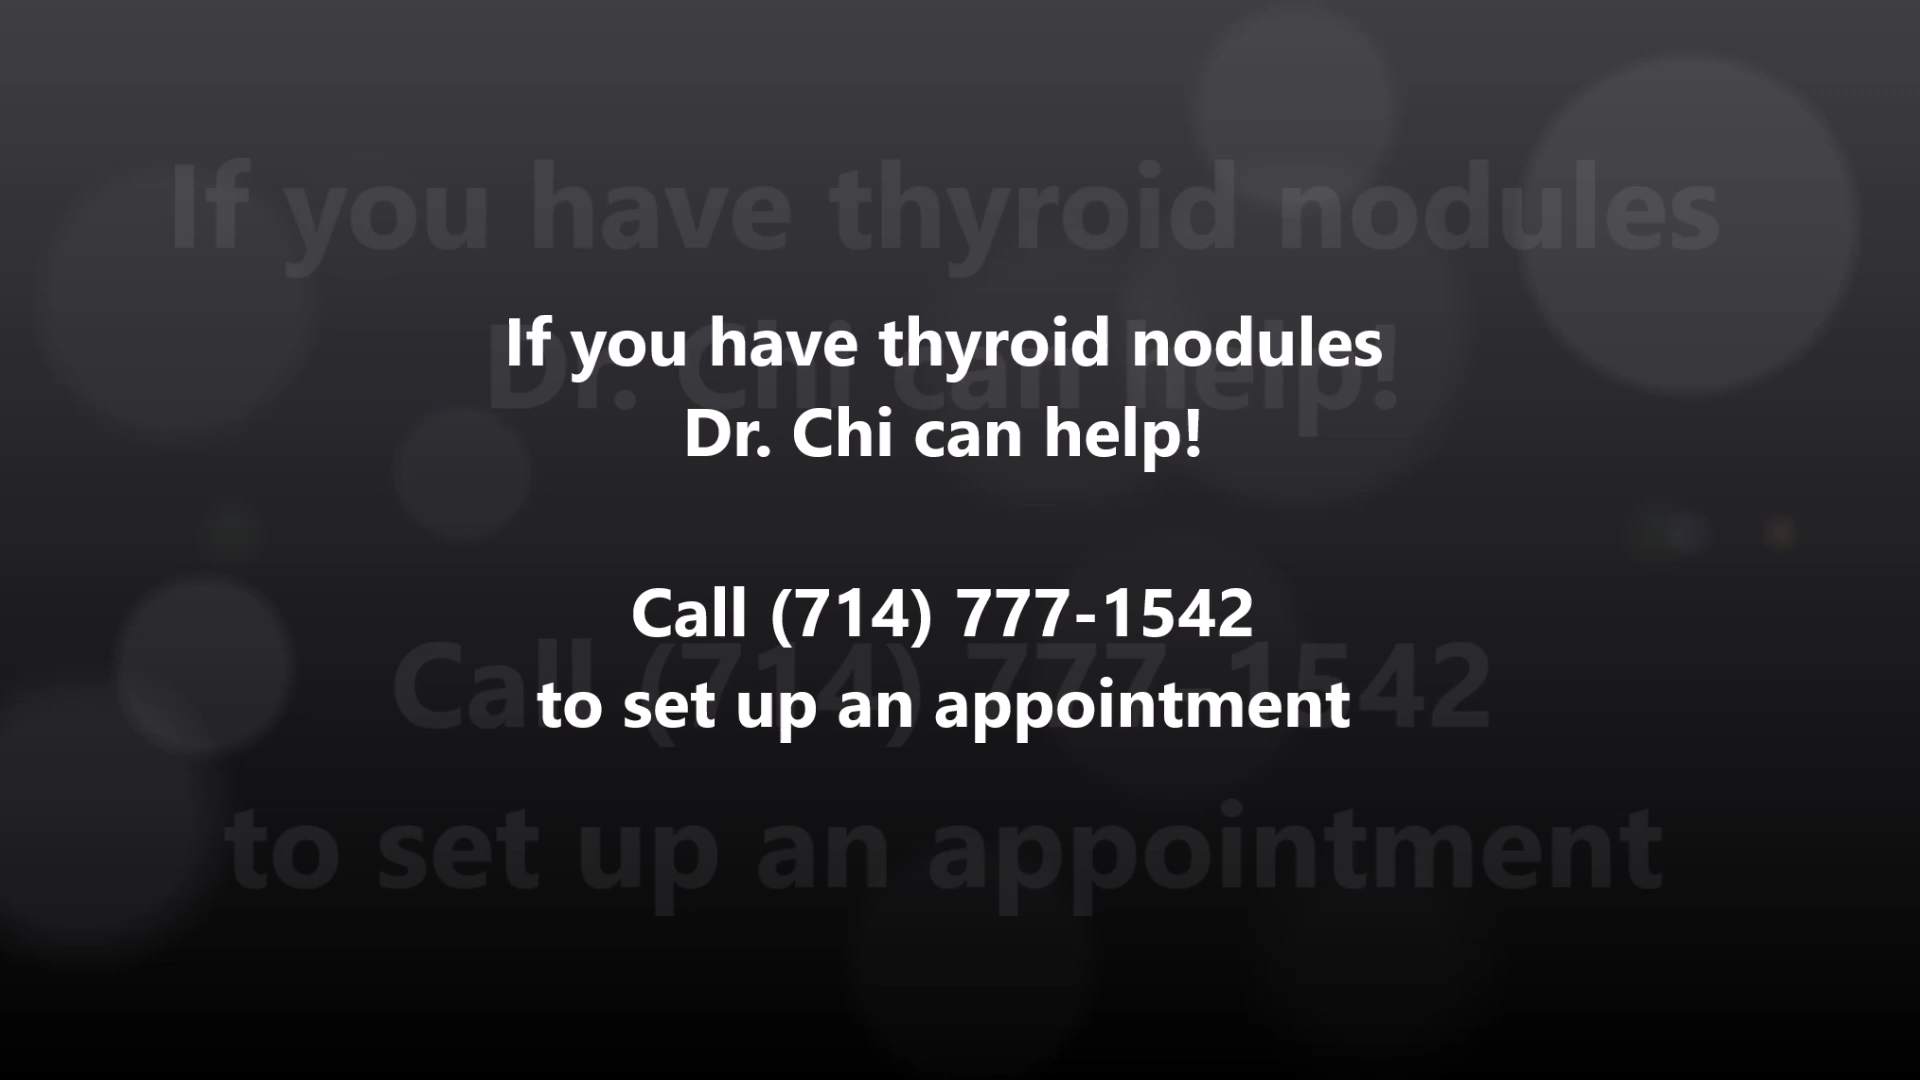 If you have thyroid nodules
Dr. Chi can help!
Call (714) 777-1542
to set up an appointment